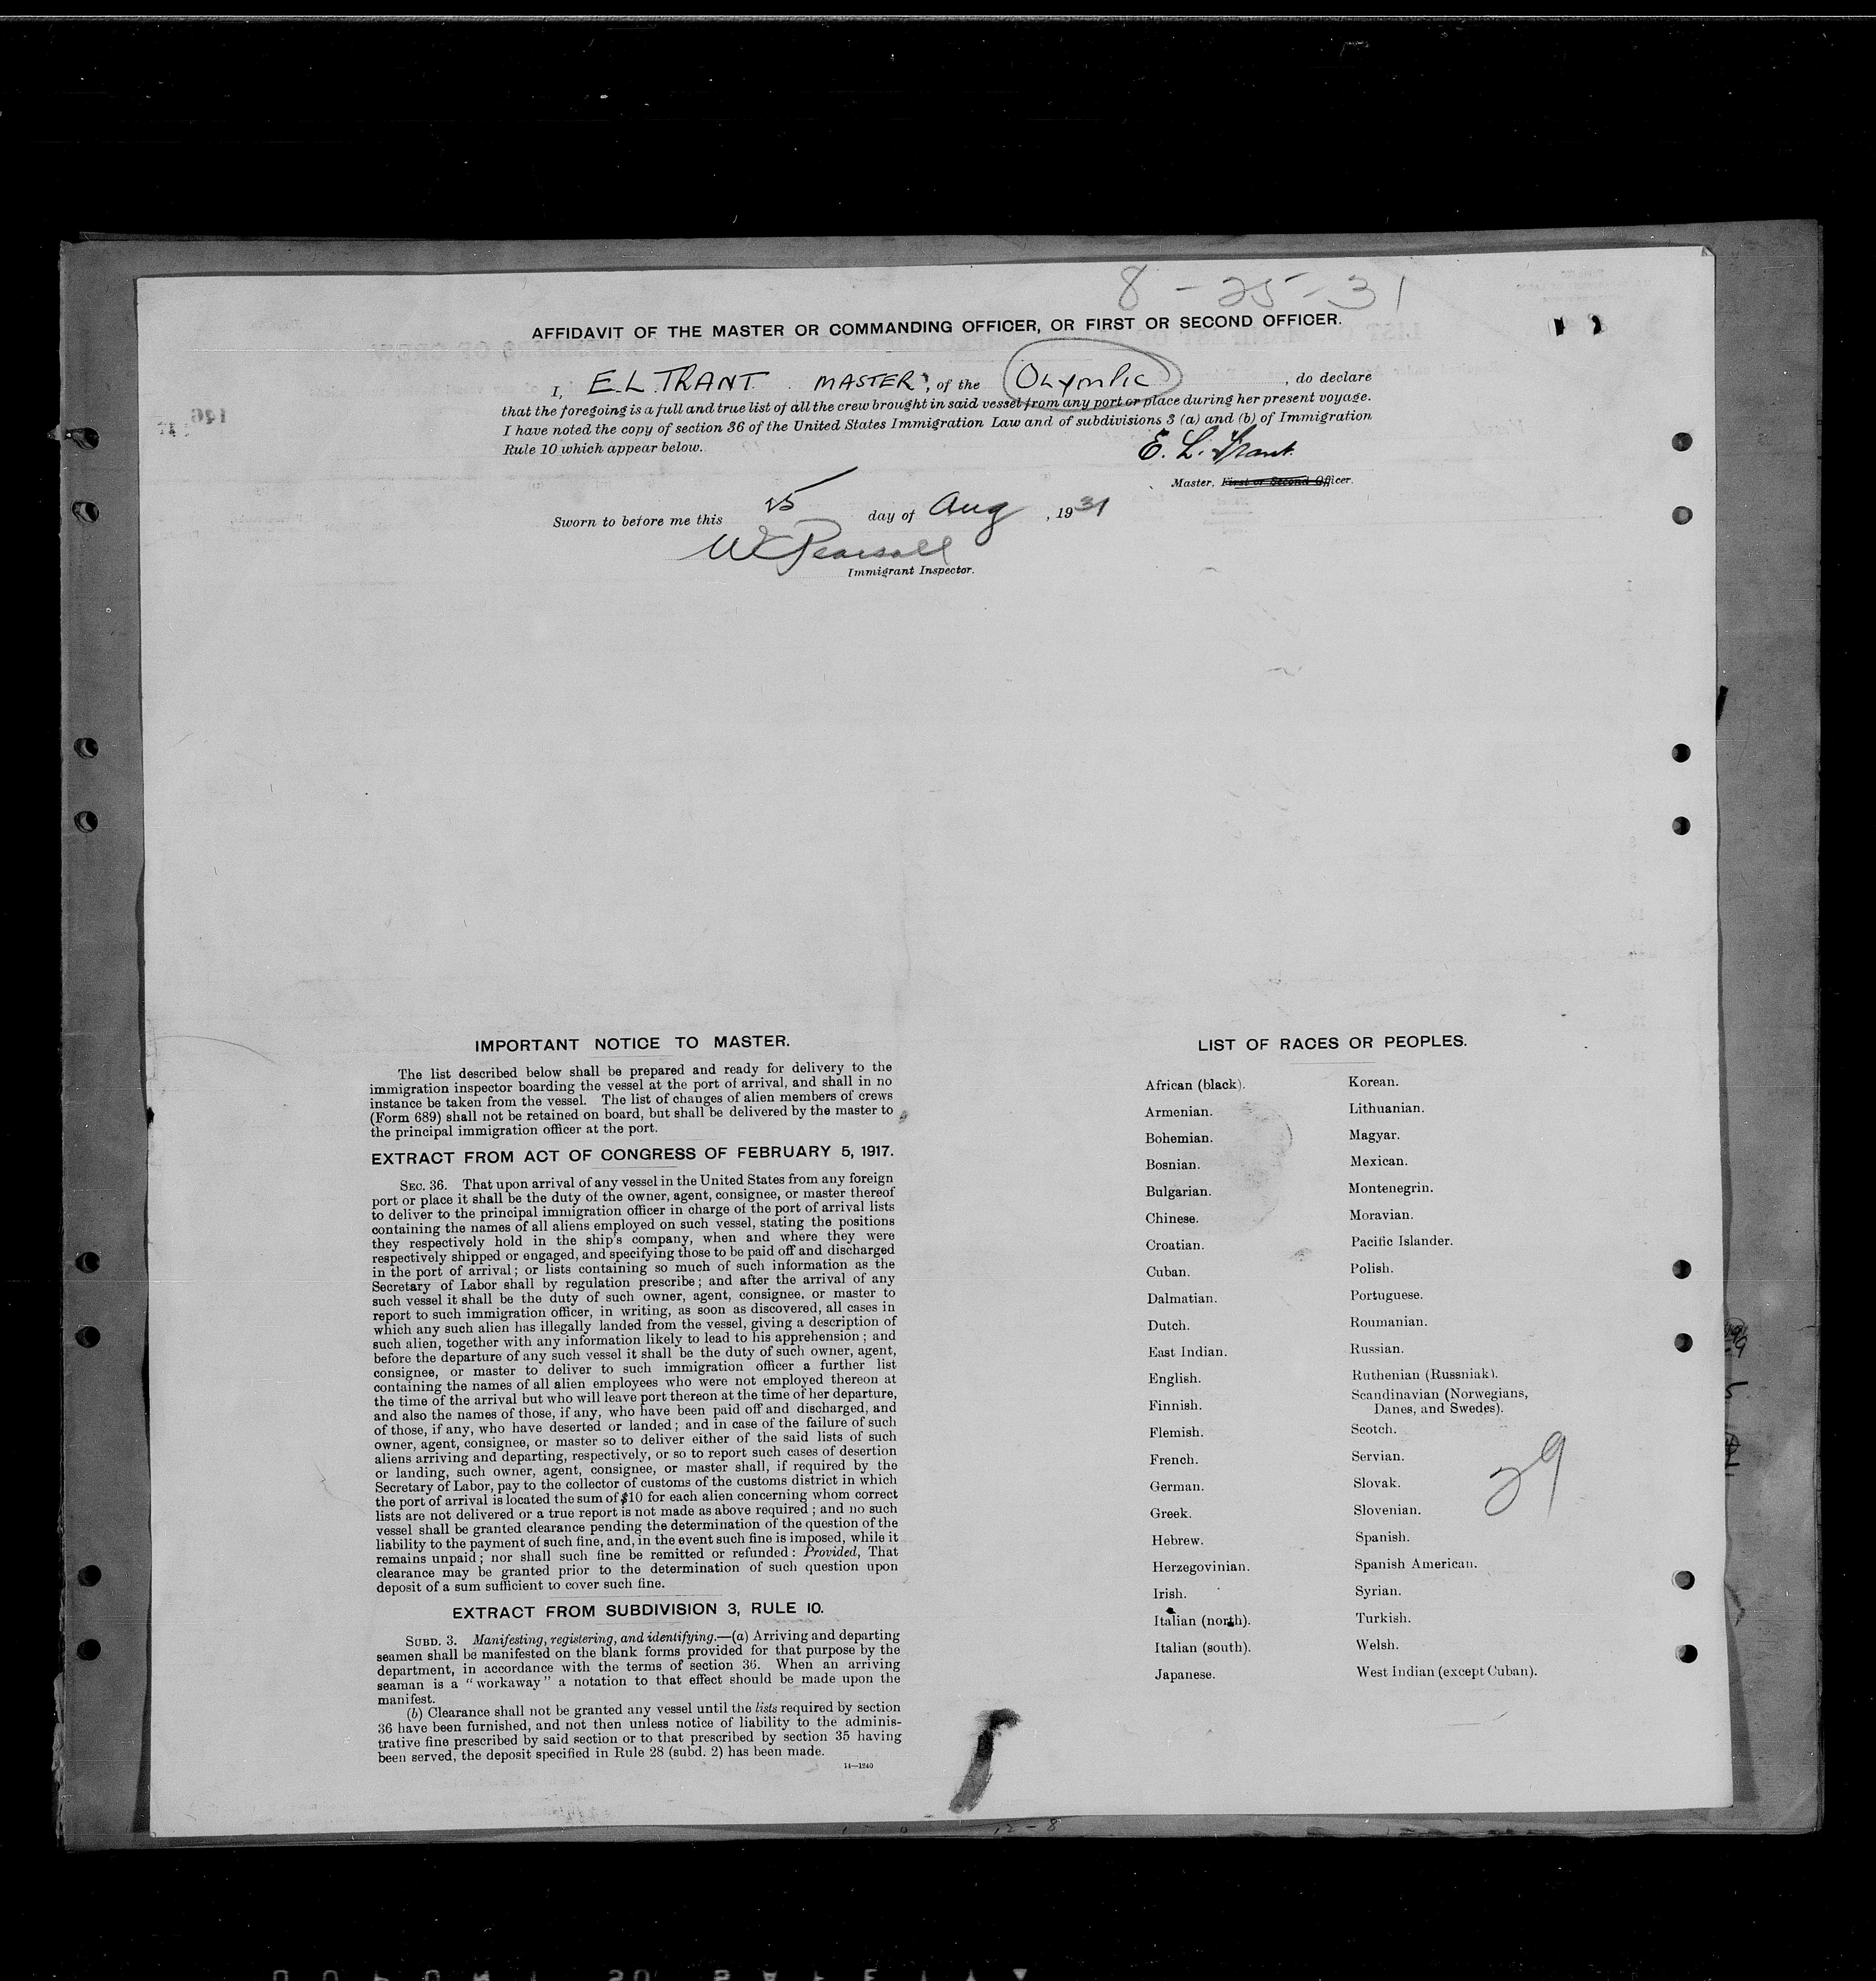 8-25-31
AFFIDAVIT OF THE MASTER OR COMMANDING OFFICER, OR FIRST OR SECOND OFFICER.
I, E.L.TRANT. MASTER, of the Olympic, do declare
that the foregoing is a full and true list of all the crew brought in said vessel from any port or place during her present voyage.
I have noted the copy of section 36 of the United States Immigration Law and of subdivisions 3 (a) and (b) of Immigration
Rule 10 which appear below.
E. L. Trant.
Master, First or Second Officer.
Sworn to before me this 25 day of Aug, 1931
W Pearsall
Immigrant Inspector.
IMPORTANT NOTICE TO MASTER.
The list described below shall be prepared and ready for delivery to the
immigration inspector boarding the vessel at the port of arrival, and shall in no
instance be taken from the vessel. The list of changes of alien members of crews
(Form 689) shall not be retained on board, but shall be delivered by the master to
the principal immigration officer at the port.
EXTRACT FROM ACT OF CONGRESS OF FEBRUARY 5, 1917.
SEC. 36. That upon arrival of any vessel in the United States from any foreign
port or place it shall be the duty of the owner, agent, consignee, or master thereof
to deliver to the principal immigration officer in charge of the port of arrival lists
containing the names of all aliens employed on such vessel, stating the positions
they respectively hold in the ship's company, when and where they were
respectively shipped or engaged, and specifying those to be paid off and discharged
in the port of arrival; or lists containing so much of such information as the
Secretary of Labor shall by regulation prescribe; and after the arrival of any
such vessel it shall be the duty of such owner, agent, consignee, or master to
report to such immigration officer, in writing, as soon as discovered, all cases in
which any such alien has illegally landed from the vessel, giving a description of
such alien, together with any information likely to lead to his apprehension; and
before the departure of any such vessel it shall be the duty of such owner, agent,
consignee, or master to deliver to such immigration officer a further list
containing the names of all alien employees who were not employed thereon at
the time of the arrival but who will leave port thereon at the time of her departure,
and also the names of those, if any, who have been paid off and discharged, and
of those, if any, who have deserted or landed; and in case of the failure of such
owner, agent, consignee, or master so to deliver either of the said lists of such
aliens arriving and departing, respectively, or so to report such cases of desertion
or landing, such owner, agent, consignee, or master shall, if required by the
Secretary of Labor, pay to the collector of customs of the customs district in which
the port of arrival is located the sum of $10 for each alien concerning whom correct
lists are not delivered or a true report is not made as above required; and no such
vessel shall be granted clearance pending the determination of the question of the
liability to the payment of such fine, and, in the event such fine is imposed, while it
remains unpaid; nor shall such fine be remitted or refunded: Provided, That
clearance may be granted prior to the determination of such question upon
deposit of a sum sufficient to cover such fine.
EXTRACT FROM SUBDIVISION 3, RULE 10.
SUBD. 3. Manifesting, registering, and identifying.—(a) Arriving and departing
seamen shall be manifested on the blank forms provided for that purpose by the
department, in accordance with the terms of section 36. When an arriving
seaman is a "workaway" a notation to that effect should be made upon the
manifest.
(b) Clearance shall not be granted any vessel until the lists required by section
36 have been furnished, and not then unless notice of liability to the adminis-
trative fine prescribed by said section or to that prescribed by section 35 having
been served, the deposit specified in Rule 28 (subd. 2) has been made.
14—1240
LIST OF RACES OR PEOPLES.
African (black).
Armenian.
Bohemian.
Bosnian.
Bulgarian.
Chinese.
Croatian.
Cuban.
Dalmatian.
Dutch.
East Indian.
English.
Finnish.
Flemish.
French.
German.
Greek.
Hebrew.
Herzegovinian.
Irish.
Italian (north).
Italian (south).
Japanese.
Korean.
Lithuanian.
Magyar.
Mexican.
Montenegrin.
Moravian.
Pacific Islander.
Polish.
Portuguese.
Roumanian.
Russian.
Ruthenian (Russniak).
Scandinavian (Norwegians,
Danes, and Swedes).
Scotch.
Servian.
Slovak.
Slovenian.
Spanish.
Spanish American.
Syrian.
Turkish.
Welsh.
West Indian (except Cuban).
29
12-8